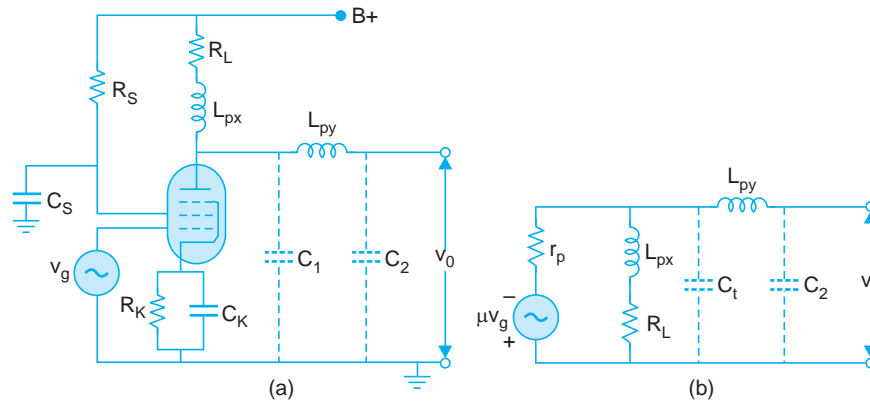 B+
R_L
R_S
L_px
L_py
C_S
v_g
C_1
C_2
v_0
R_K
C_K
(a)
L_py
r_p
L_px
C_t
C_2
v
−
μv_g
+
R_L
(b)